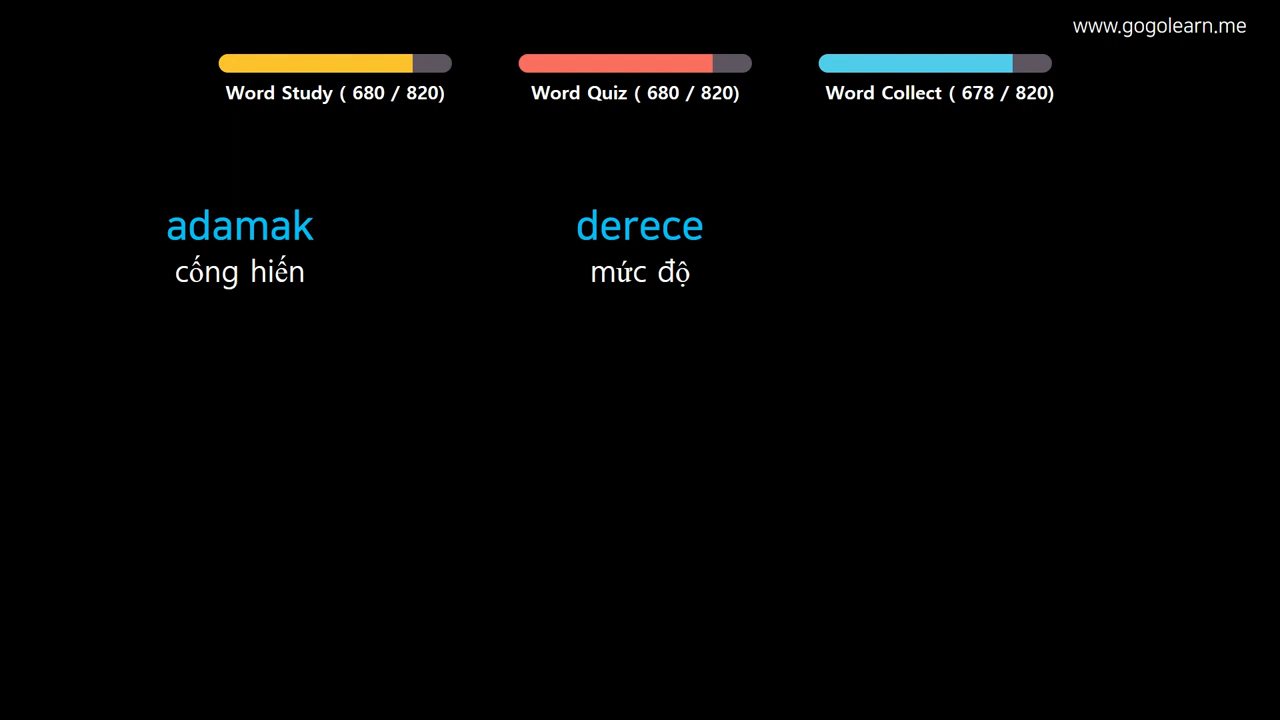 www.gogolearn.me
Word Study ( 680 / 820)
Word Quiz ( 680 / 820)
Word Collect ( 678 / 820)
adamak
cống hiến
derece
mức độ